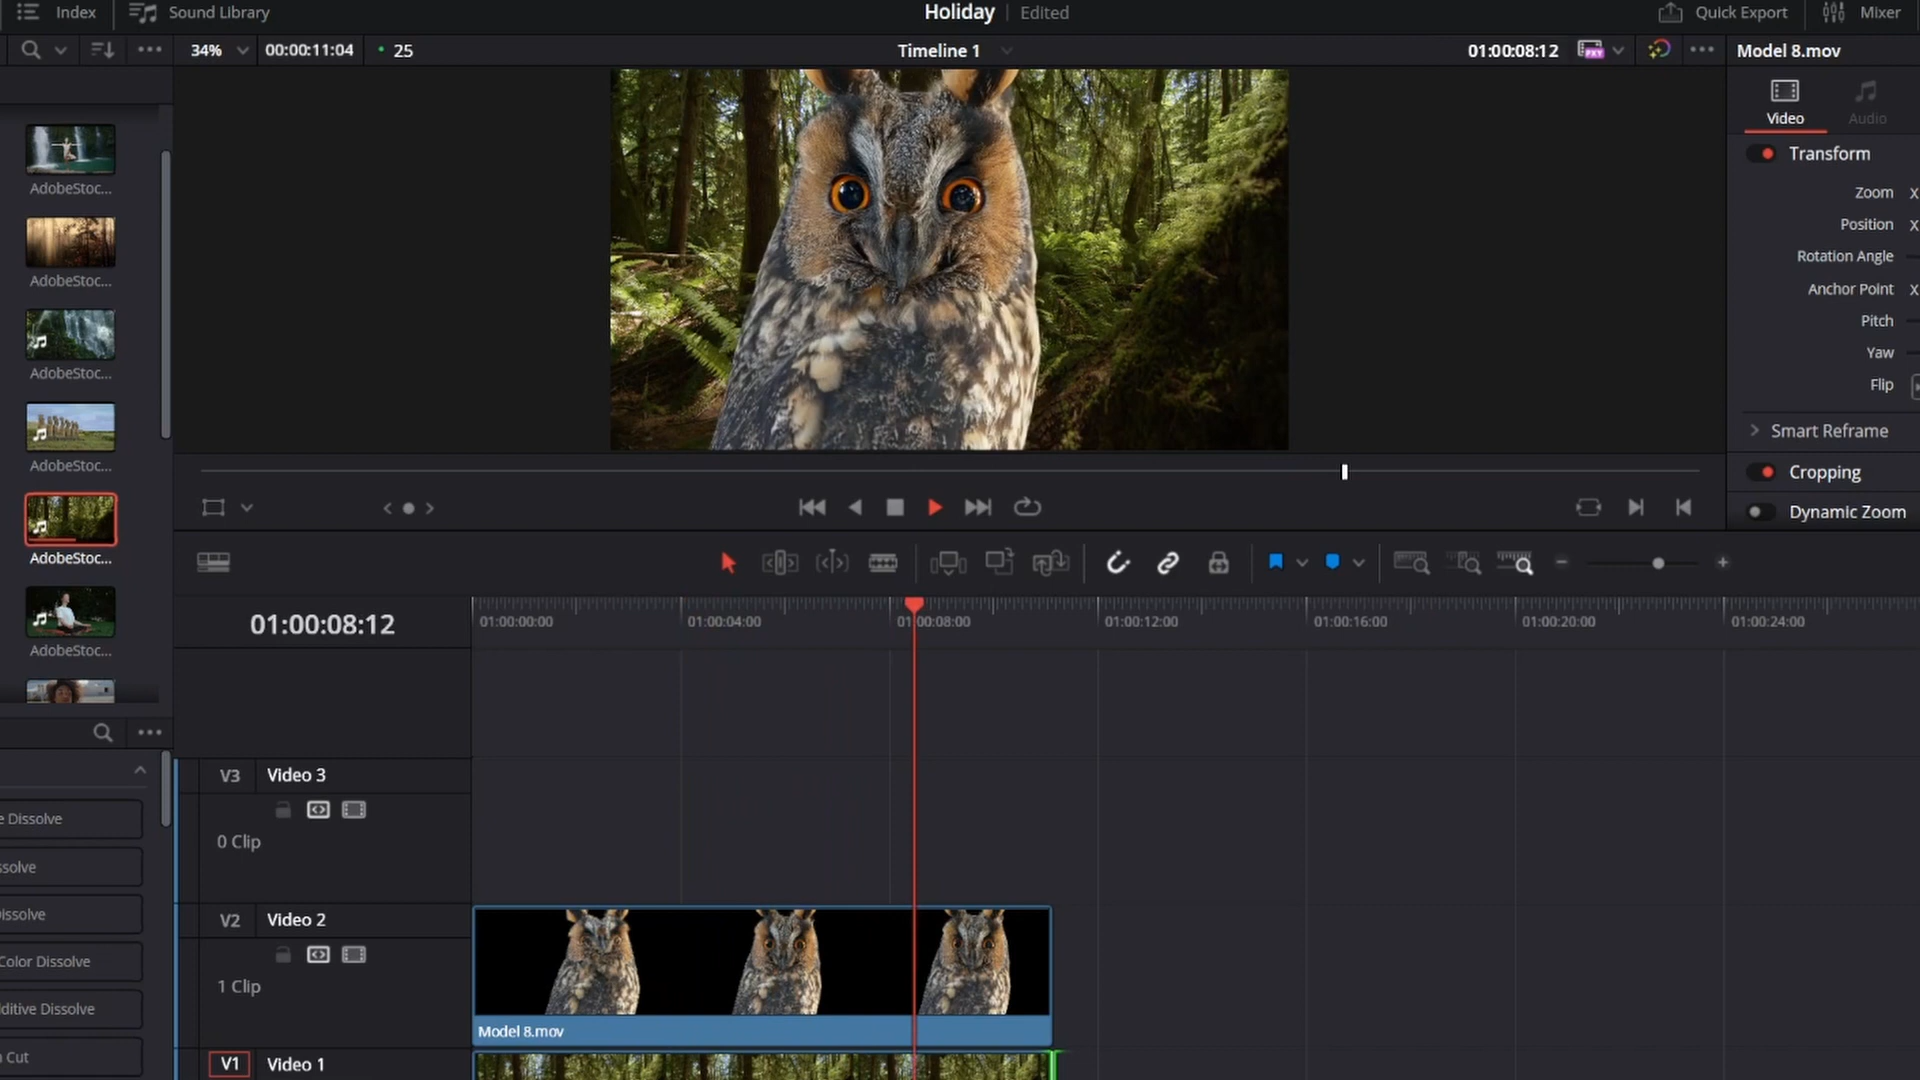 Index
Sound Library
Holiday
Edited
Quick Export
Mixer
34%
00:00:11:04
25
Timeline 1
01:00:08:12
PXY
Model 8.mov
Video
Audio
Transform
Zoom X
Position X
Rotation Angle
Anchor Point X
Pitch
Yaw
Flip
Smart Reframe
Cropping
Dynamic Zoom
AdobeStoc...
AdobeStoc...
AdobeStoc...
AdobeStoc...
AdobeStoc...
AdobeStoc...
01:00:08:12
01:00:00:00
01:00:04:00
01:00:08:00
01:00:12:00
01:00:16:00
01:00:20:00
01:00:24:00
V3 Video 3
0 Clip
V2 Video 2
1 Clip
Model 8.mov
V1 Video 1
e Dissolve
ssolve
issolve
Color Dissolve
ditive Dissolve
Cut